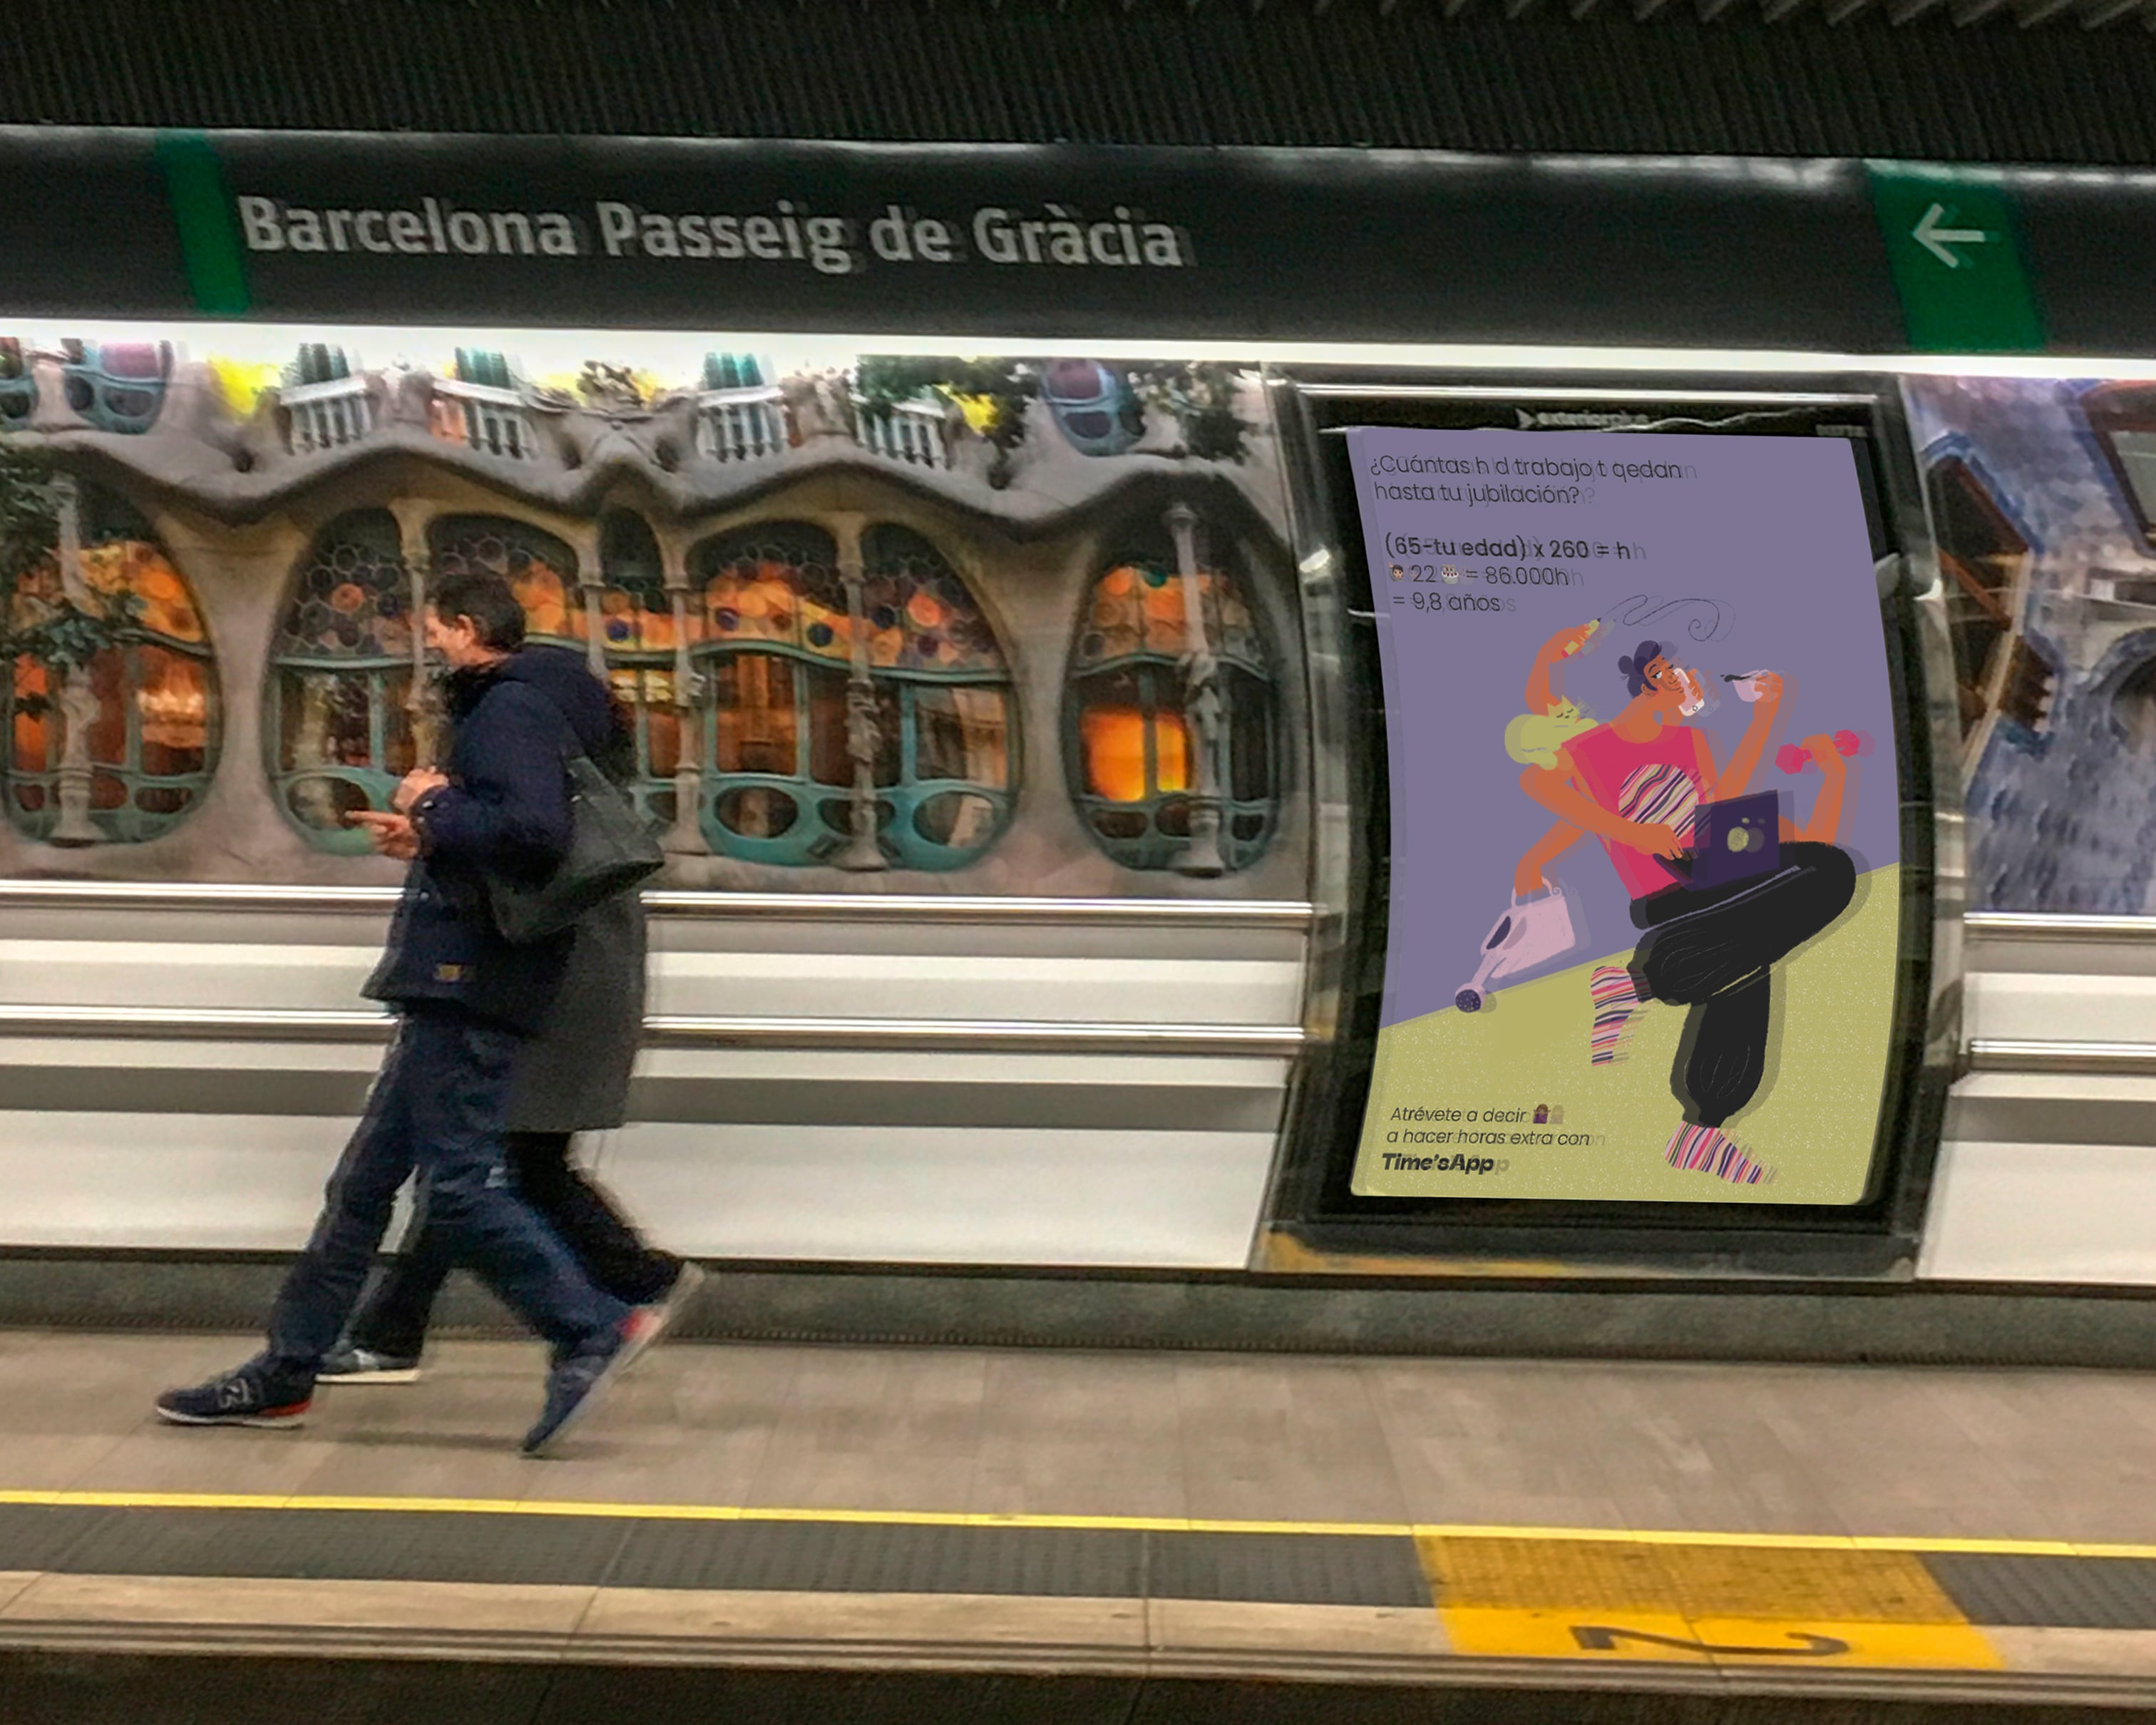 Barcelona Passeig de Gràcia
¿Cuántas h d trabajo t qedan
hasta tu jubilación?
(65-tu edad) x 260 = h
👨🏽 22 🎂 = 86.000h
= 9,8 años
Atrévete a decir 🙅🏾‍♀️
a hacer horas extra con
Time'sApp
2
N